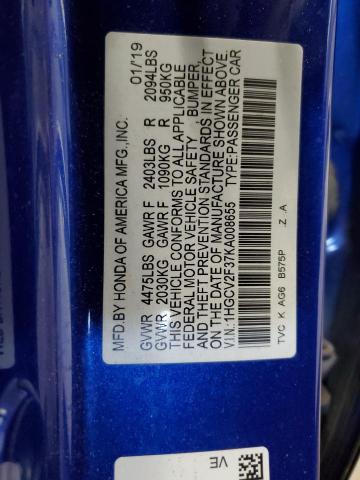 MFD.BY HONDA OF AMERICA MFG.,INC. 01/'19
GVWR 4475LBS GAWR F 2403LBS R 2094LBS
GVWR 2030KG GAWR F 1090KG R 950KG
THIS VEHICLE CONFORMS TO ALL APPLICABLE
FEDERAL MOTOR VEHICLE SAFETY, BUMPER,
AND THEFT PREVENTION STANDARDS IN EFFECT
ON THE DATE OF MANUFACTURE SHOWN ABOVE.
V.I.N.:1HGCV2F37KA008655 TYPE:PASSENGER CAR
TVC K AG6 B575P Z .A
VE